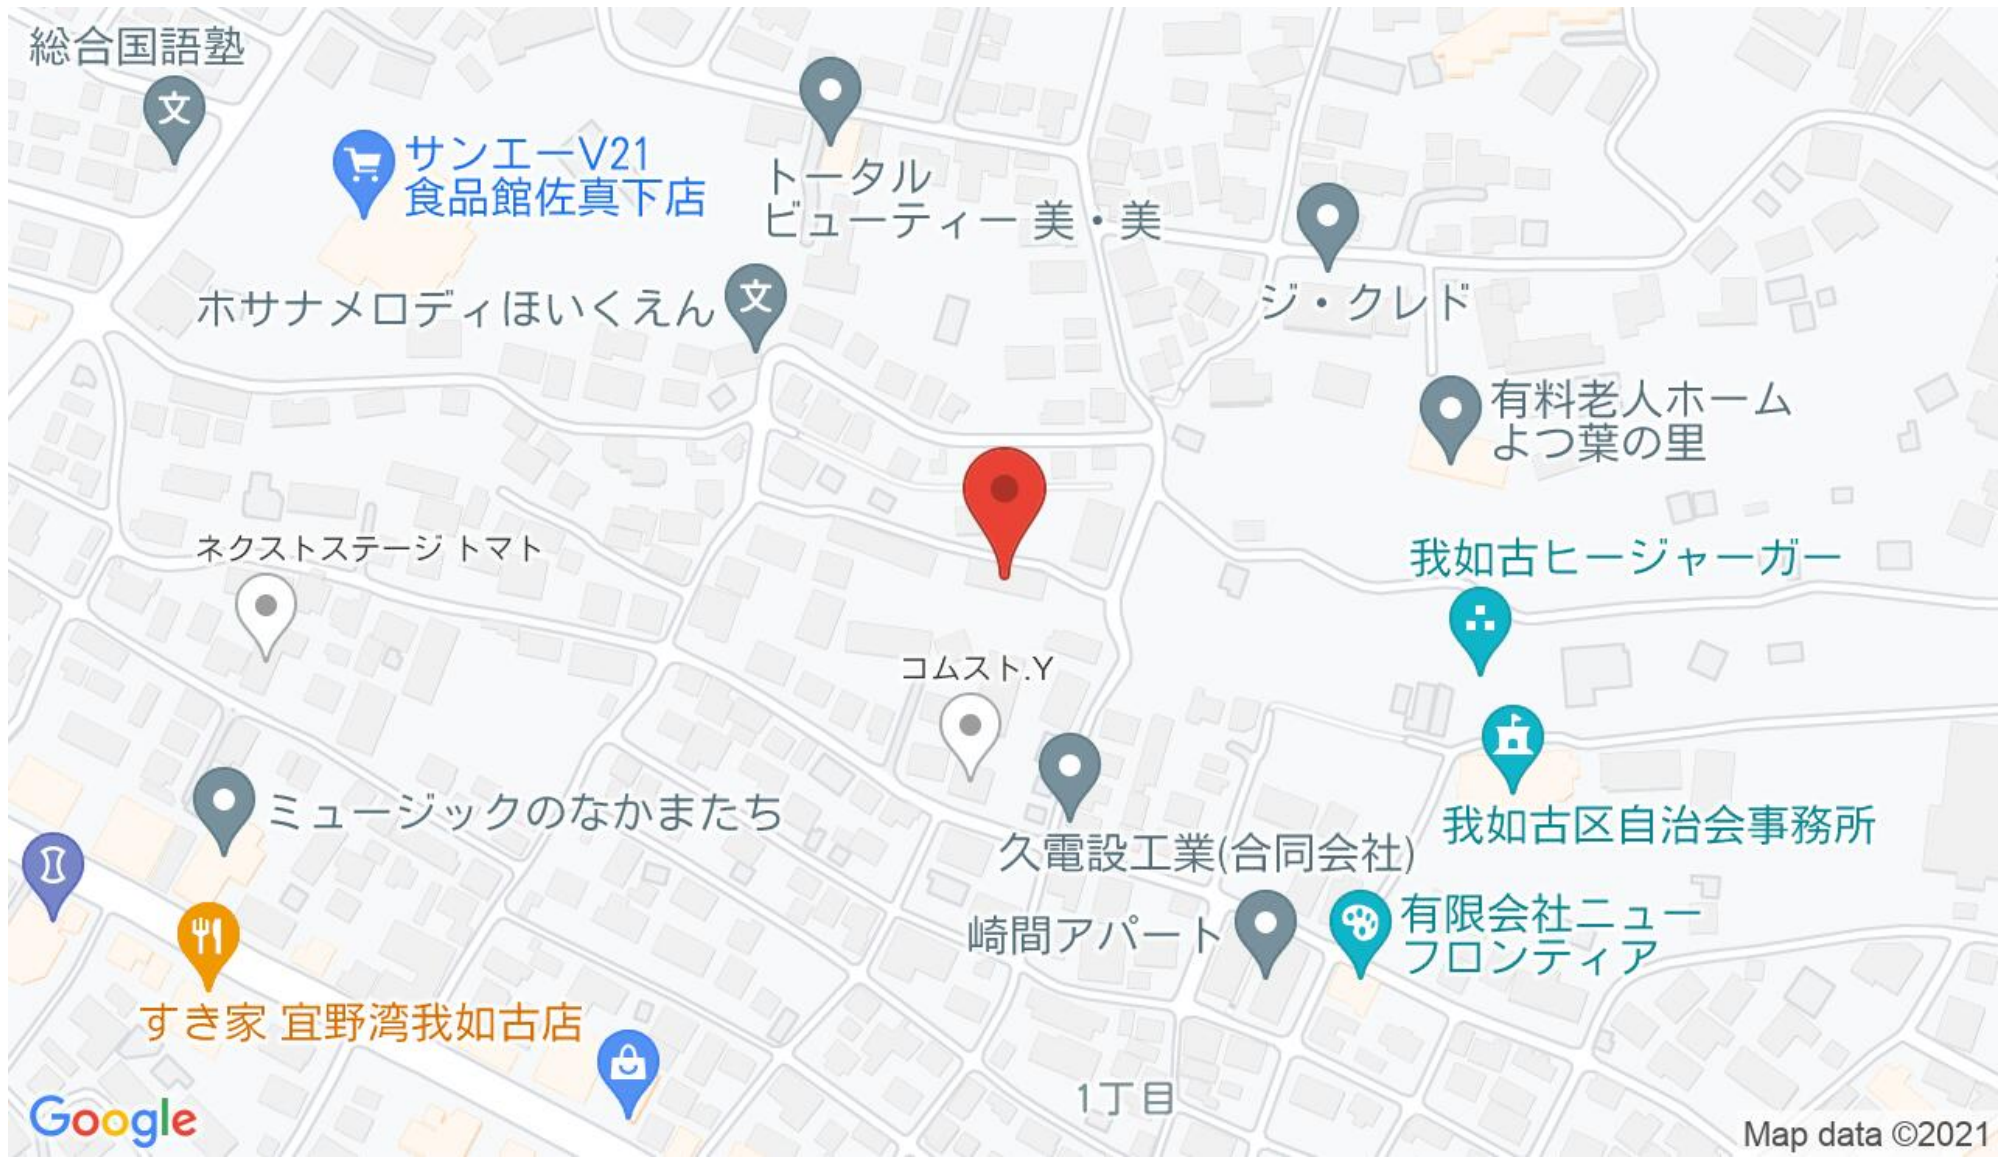 総合国語塾
文
サンエーV21
食品館佐真下店
トータル
ビューティー 美・美
ホサナメロディほいくえん
文
ジ・クレド
有料老人ホーム
よつ葉の里
ネクストステージ トマト
我如古ヒージャーガー
コムスト.Y
ミュージックのなかまたち
久電設工業(合同会社)
我如古区自治会事務所
崎間アパート
有限会社ニュー
フロンティア
すき家 宜野湾我如古店
1丁目
Google
Map data ©2021